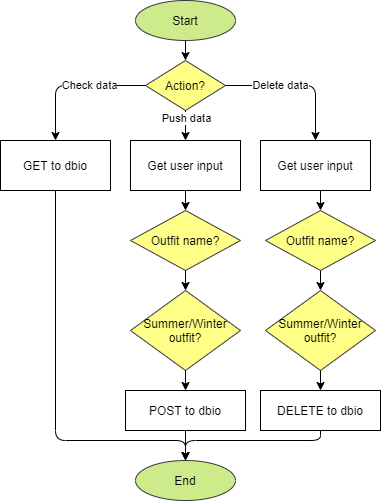 Start
Action?
Check data
Delete data
Push data
GET to dbio
Get user input
Get user input
Outfit name?
Outfit name?
Summer/Winter
outfit?
Summer/Winter
outfit?
POST to dbio
DELETE to dbio
End